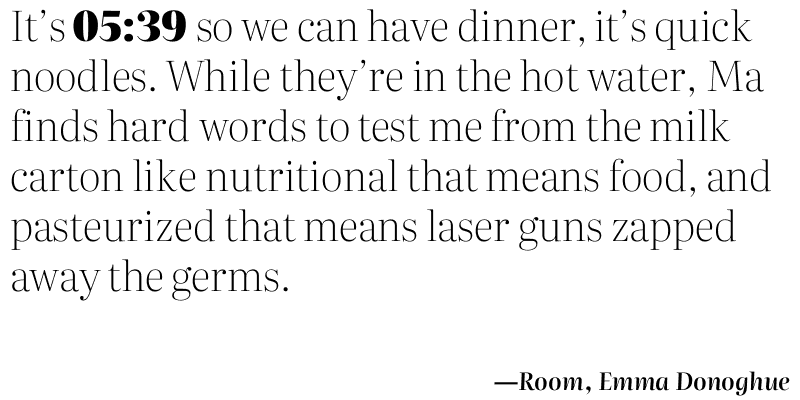 It’s 05:39 so we can have dinner, it’s quick
noodles. While they’re in the hot water, Ma
finds hard words to test me from the milk
carton like nutritional that means food, and
pasteurized that means laser guns zapped
away the germs.
—Room, Emma Donoghue